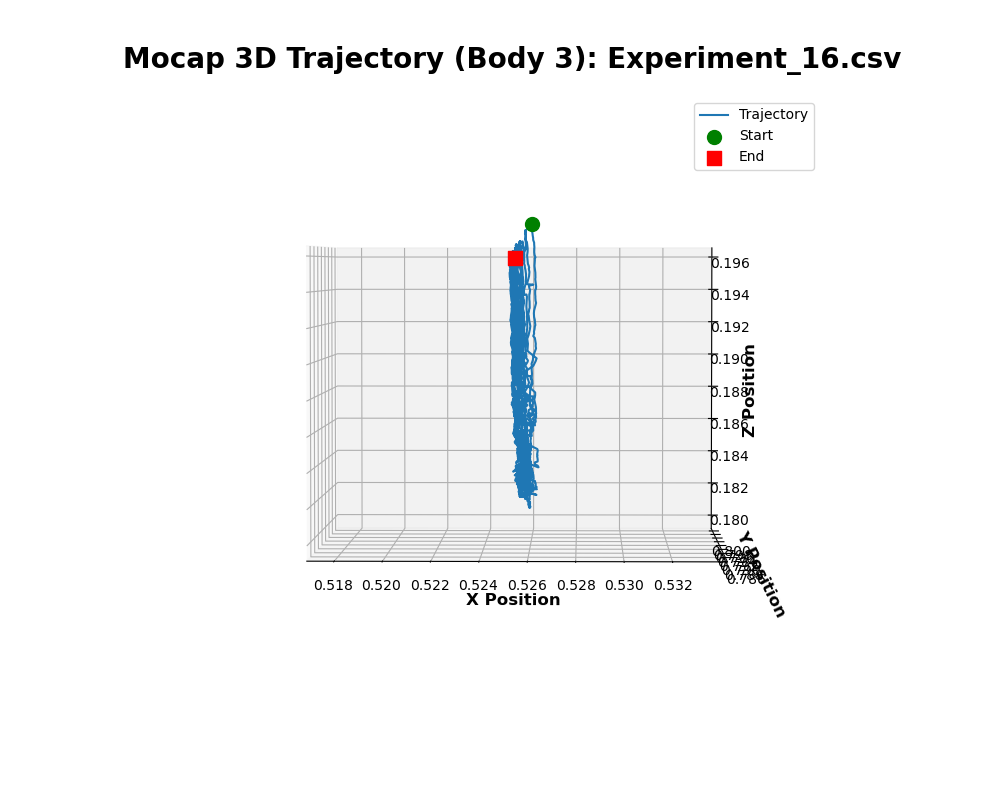 Mocap 3D Trajectory (Body 3): Experiment_16.csv
Trajectory
Start
End
0.196
0.194
0.192
0.190
0.188
0.186
0.184
0.182
0.180
Z Position
0.518 0.520 0.522 0.524 0.526 0.528 0.530 0.532
X Position
Y Position